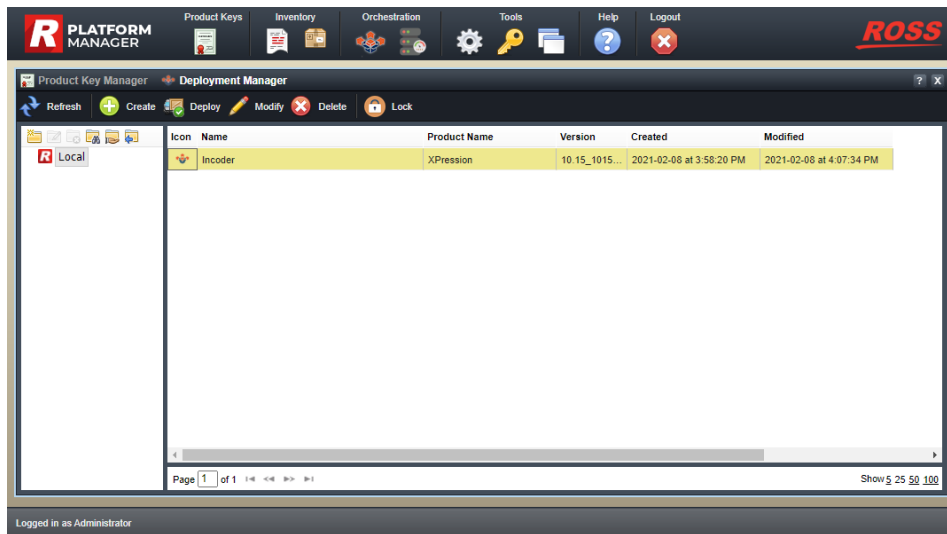 Product Keys Inventory Orchestration Tools Help Logout
R PLATFORM MANAGER
ROSS
Product Key Manager Deployment Manager ? X
Refresh Create Deploy Modify Delete Lock
Icon Name Product Name Version Created Modified
R Local
Incoder XPression 10.15_1015... 2021-02-08 at 3:58:20 PM 2021-02-08 at 4:07:34 PM
Page 1 of 1 Show 5 25 50 100
Logged in as Administrator